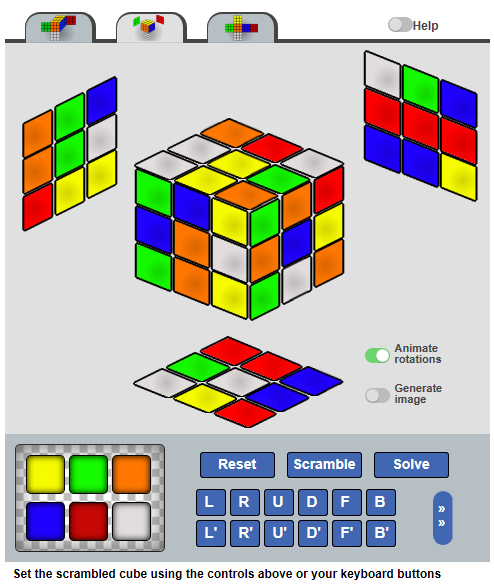 Help
Animate
rotations
Generate
image
Reset Scramble Solve
L R U D F B
L' R' U' D' F' B'
»
»
Set the scrambled cube using the controls above or your keyboard buttons